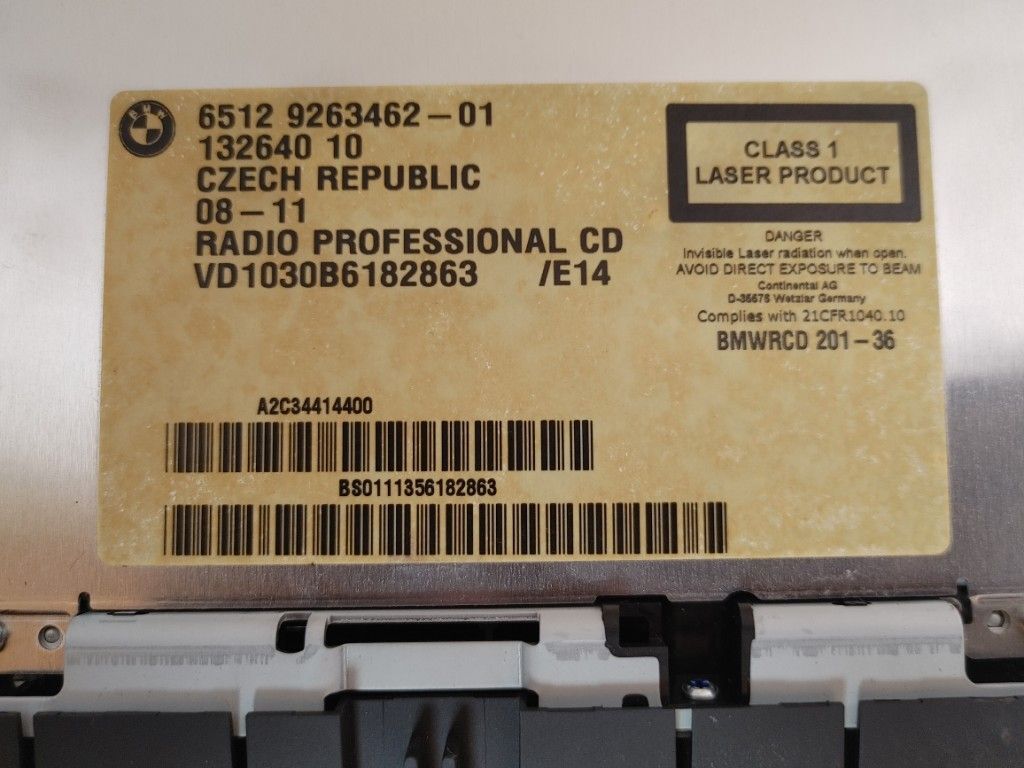 BMW
6512 9263462-01
132640 10
CZECH REPUBLIC
08-11
RADIO PROFESSIONAL CD
VD1030B6182863 /E14
CLASS 1
LASER PRODUCT
DANGER
Invisible Laser radiation when open.
AVOID DIRECT EXPOSURE TO BEAM
Continental AG
D-35576 Wetzlar Germany
Complies with 21CFR1040.10
BMWRCD 201-36
A2C34414400
BS0111356182863